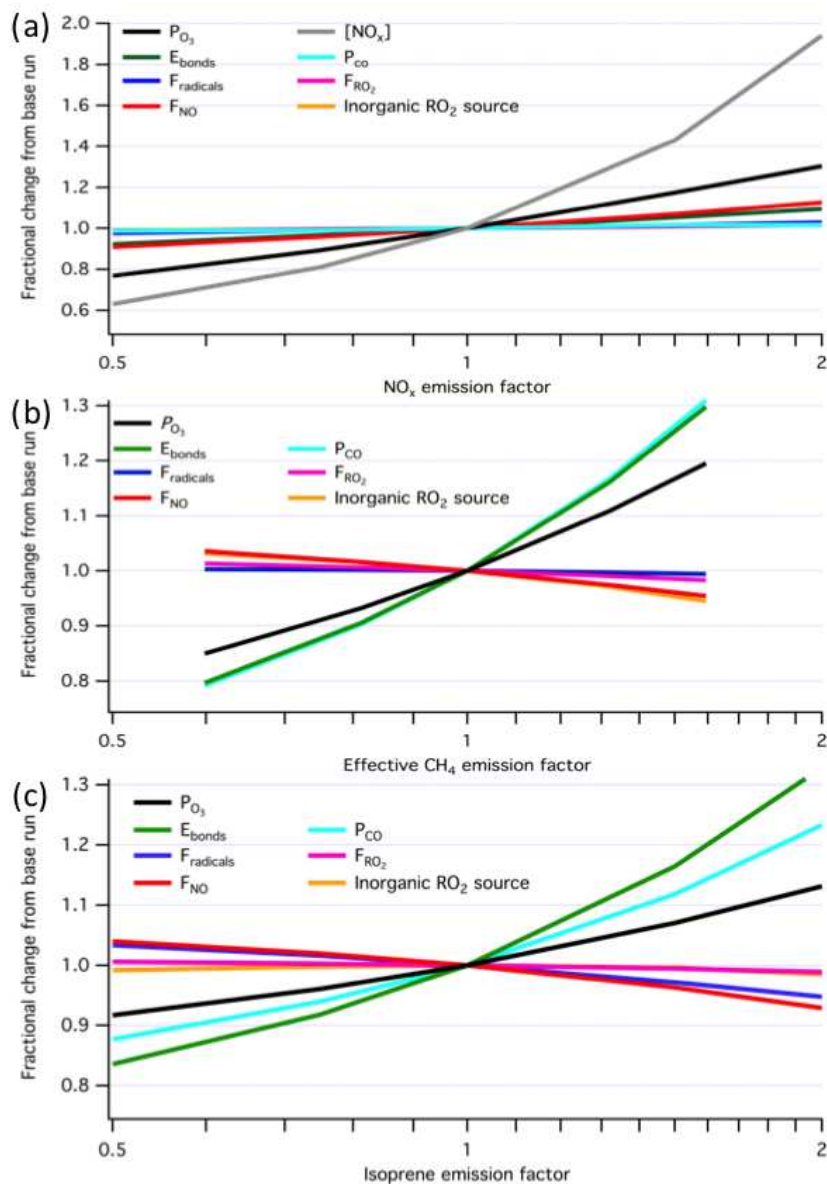 (a)
Fractional change from base run
2.0
1.8
1.6
1.4
1.2
1.0
0.8
0.6
P_O₃ [NOₓ]
E_bonds P_co
F_radicals F_RO₂
F_NO Inorganic RO₂ source
0.5 1 2
NOₓ emission factor
(b)
Fractional change from base run
1.3
1.2
1.1
1.0
0.9
0.8
P_O₃
E_bonds P_CO
F_radicals F_RO₂
F_NO Inorganic RO₂ source
0.5 1 2
Effective CH₄ emission factor
(c)
Fractional change from base run
1.3
1.2
1.1
1.0
0.9
0.8
P_O₃
E_bonds P_CO
F_radicals F_RO₂
F_NO Inorganic RO₂ source
0.5 1 2
Isoprene emission factor